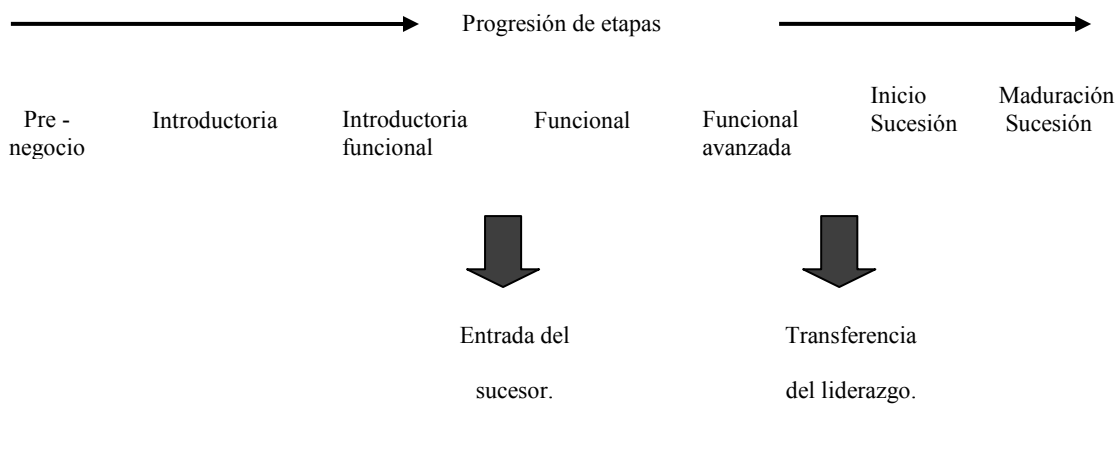 Progresión de etapas
Pre -
negocio
Introductoria
Introductoria
funcional
Funcional
Funcional
avanzada
Inicio
Sucesión
Maduración
Sucesión
Entrada del
sucesor.
Transferencia
del liderazgo.